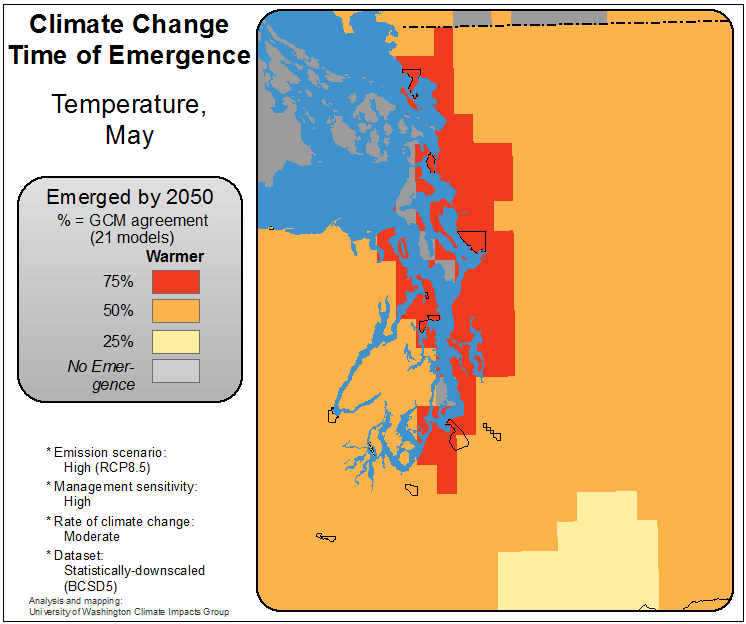 Climate Change
Time of Emergence
Temperature,
May
Emerged by 2050
% = GCM agreement
(21 models)
Warmer
75%
50%
25%
No Emer-
gence
* Emission scenario:
High (RCP8.5)
* Management sensitivity:
High
* Rate of climate change:
Moderate
* Dataset:
Statistically-downscaled
(BCSD5)
Analysis and mapping:
University of Washington Climate Impacts Group